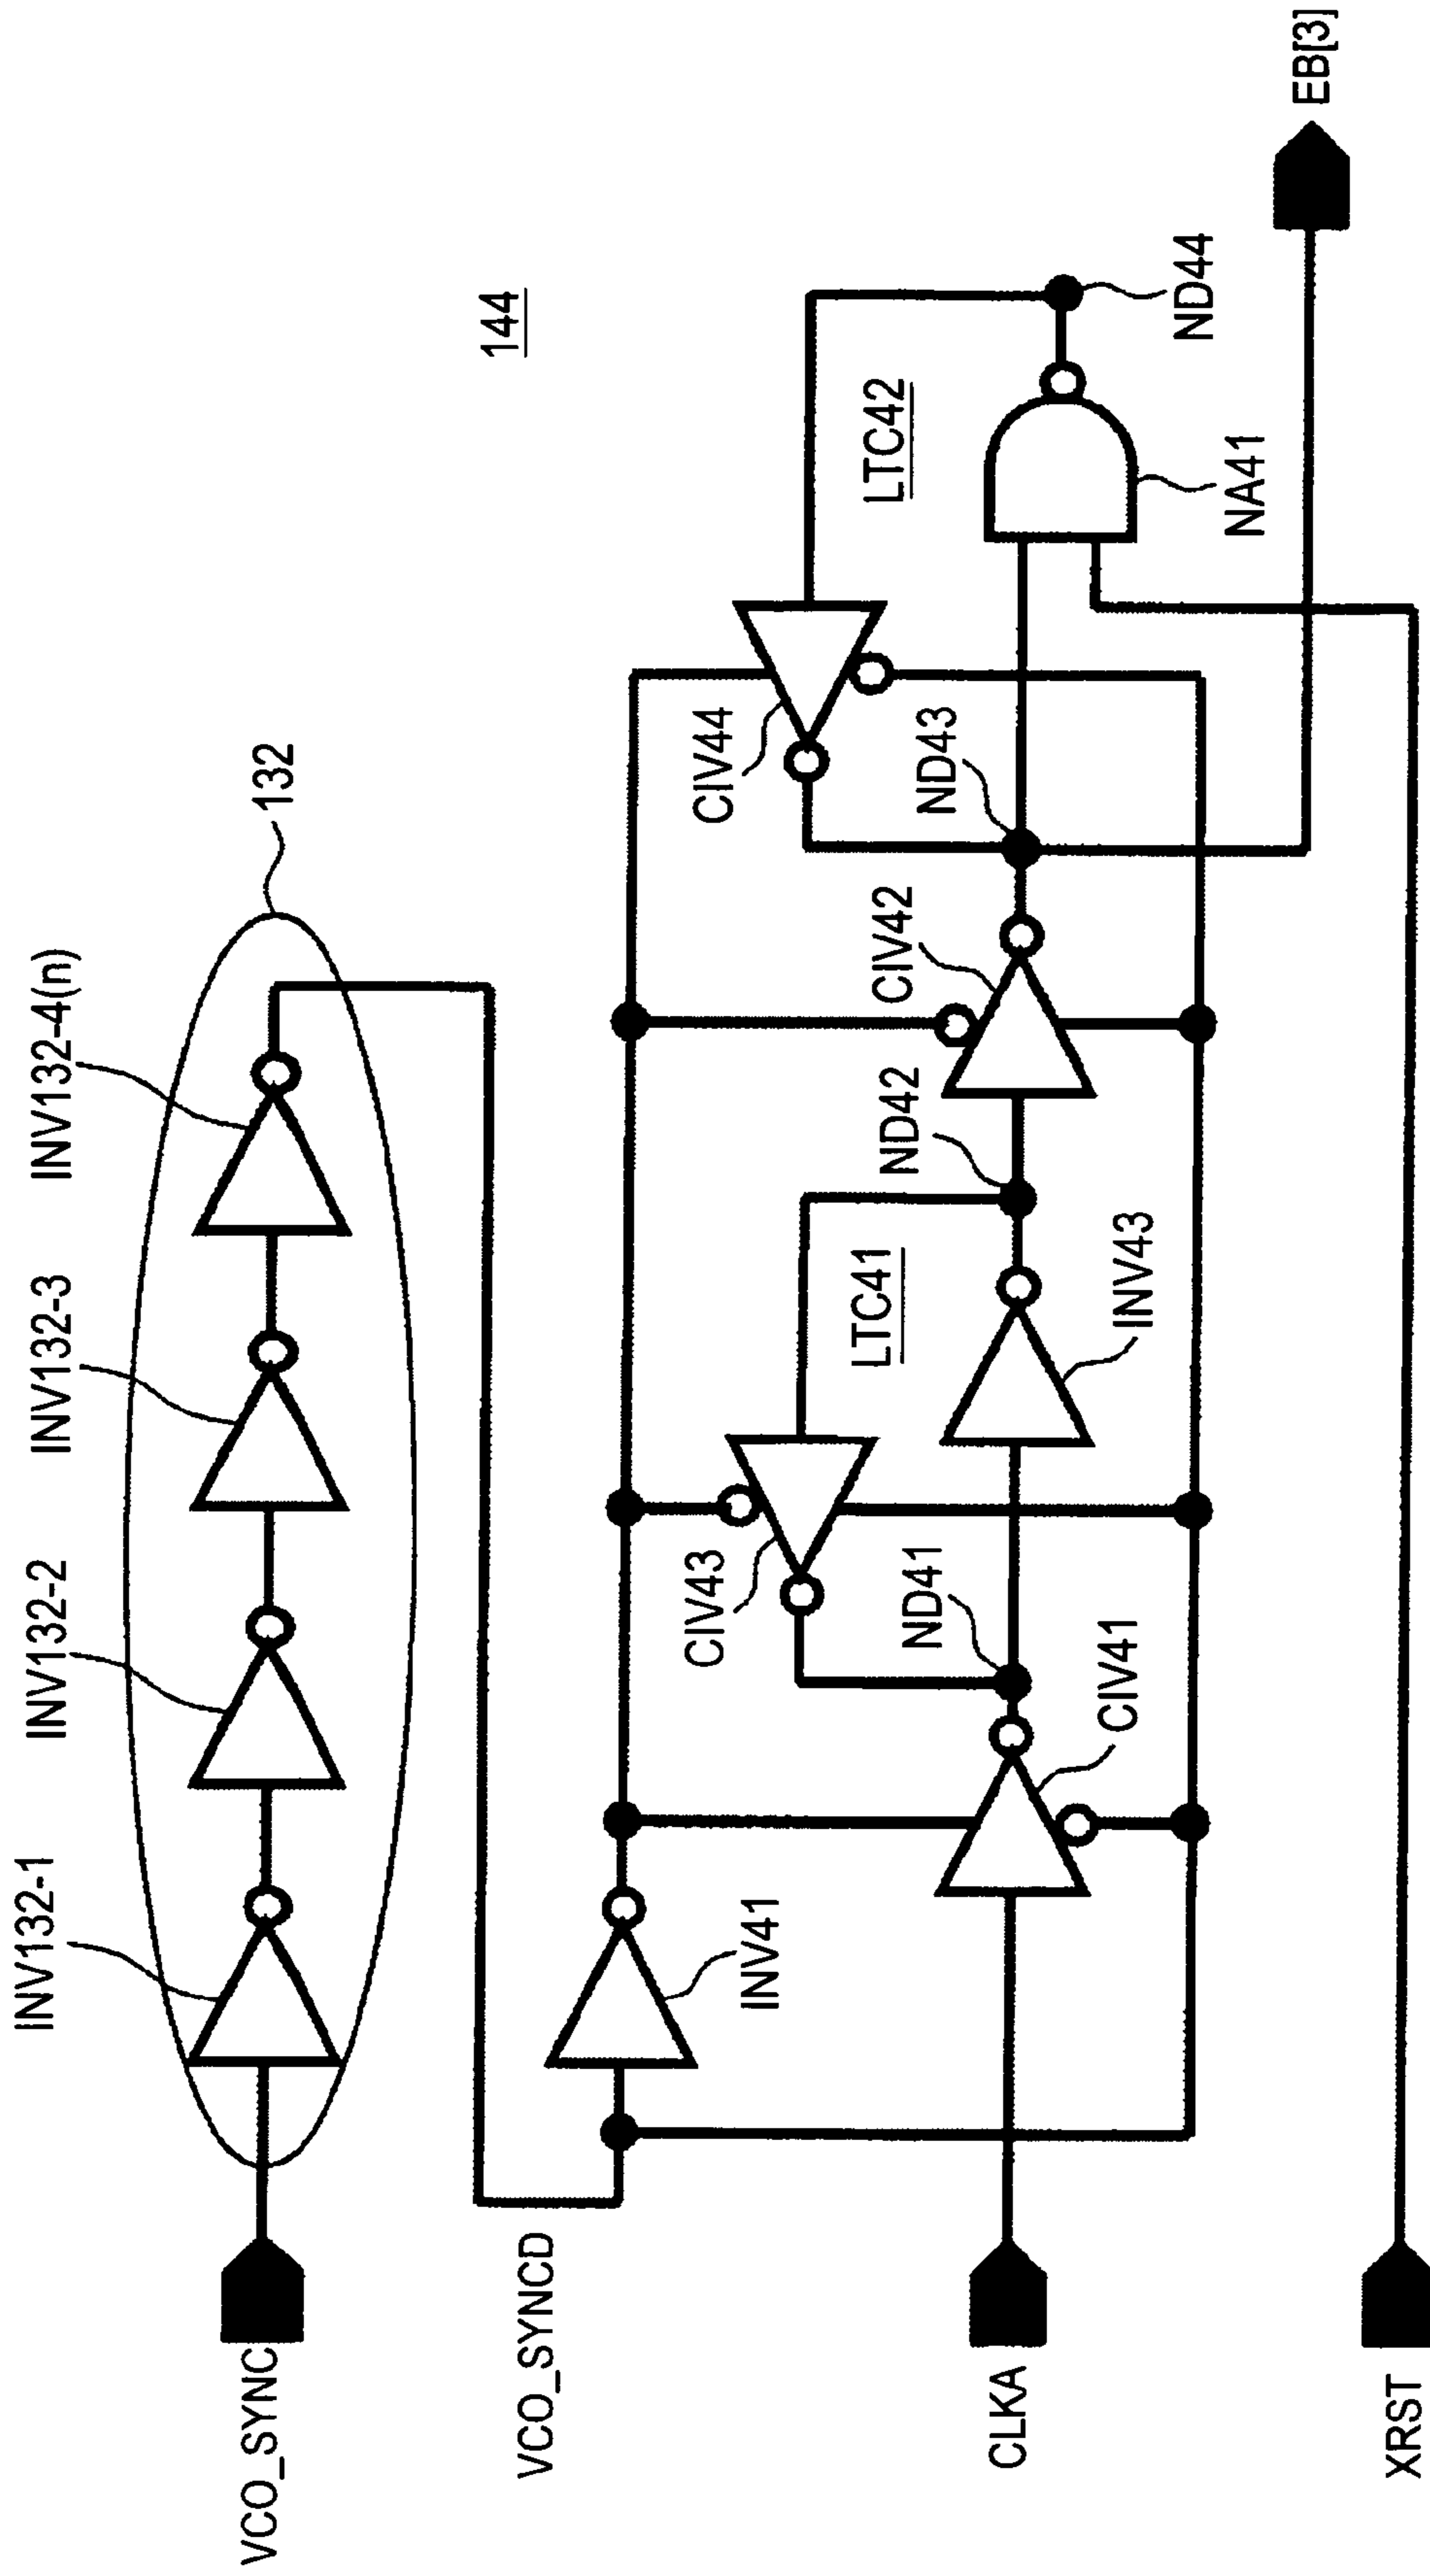 INV132-1
INV132-2
INV132-3
INV132-4(n)
132
VCO_SYNC
144
VCO_SYNCD
INV41
CIV43
LTC41
CIV44
LTC42
ND41
ND42
CIV42
ND43
CLKA
CIV41
INV43
NA41
ND44
EB[3]
XRST